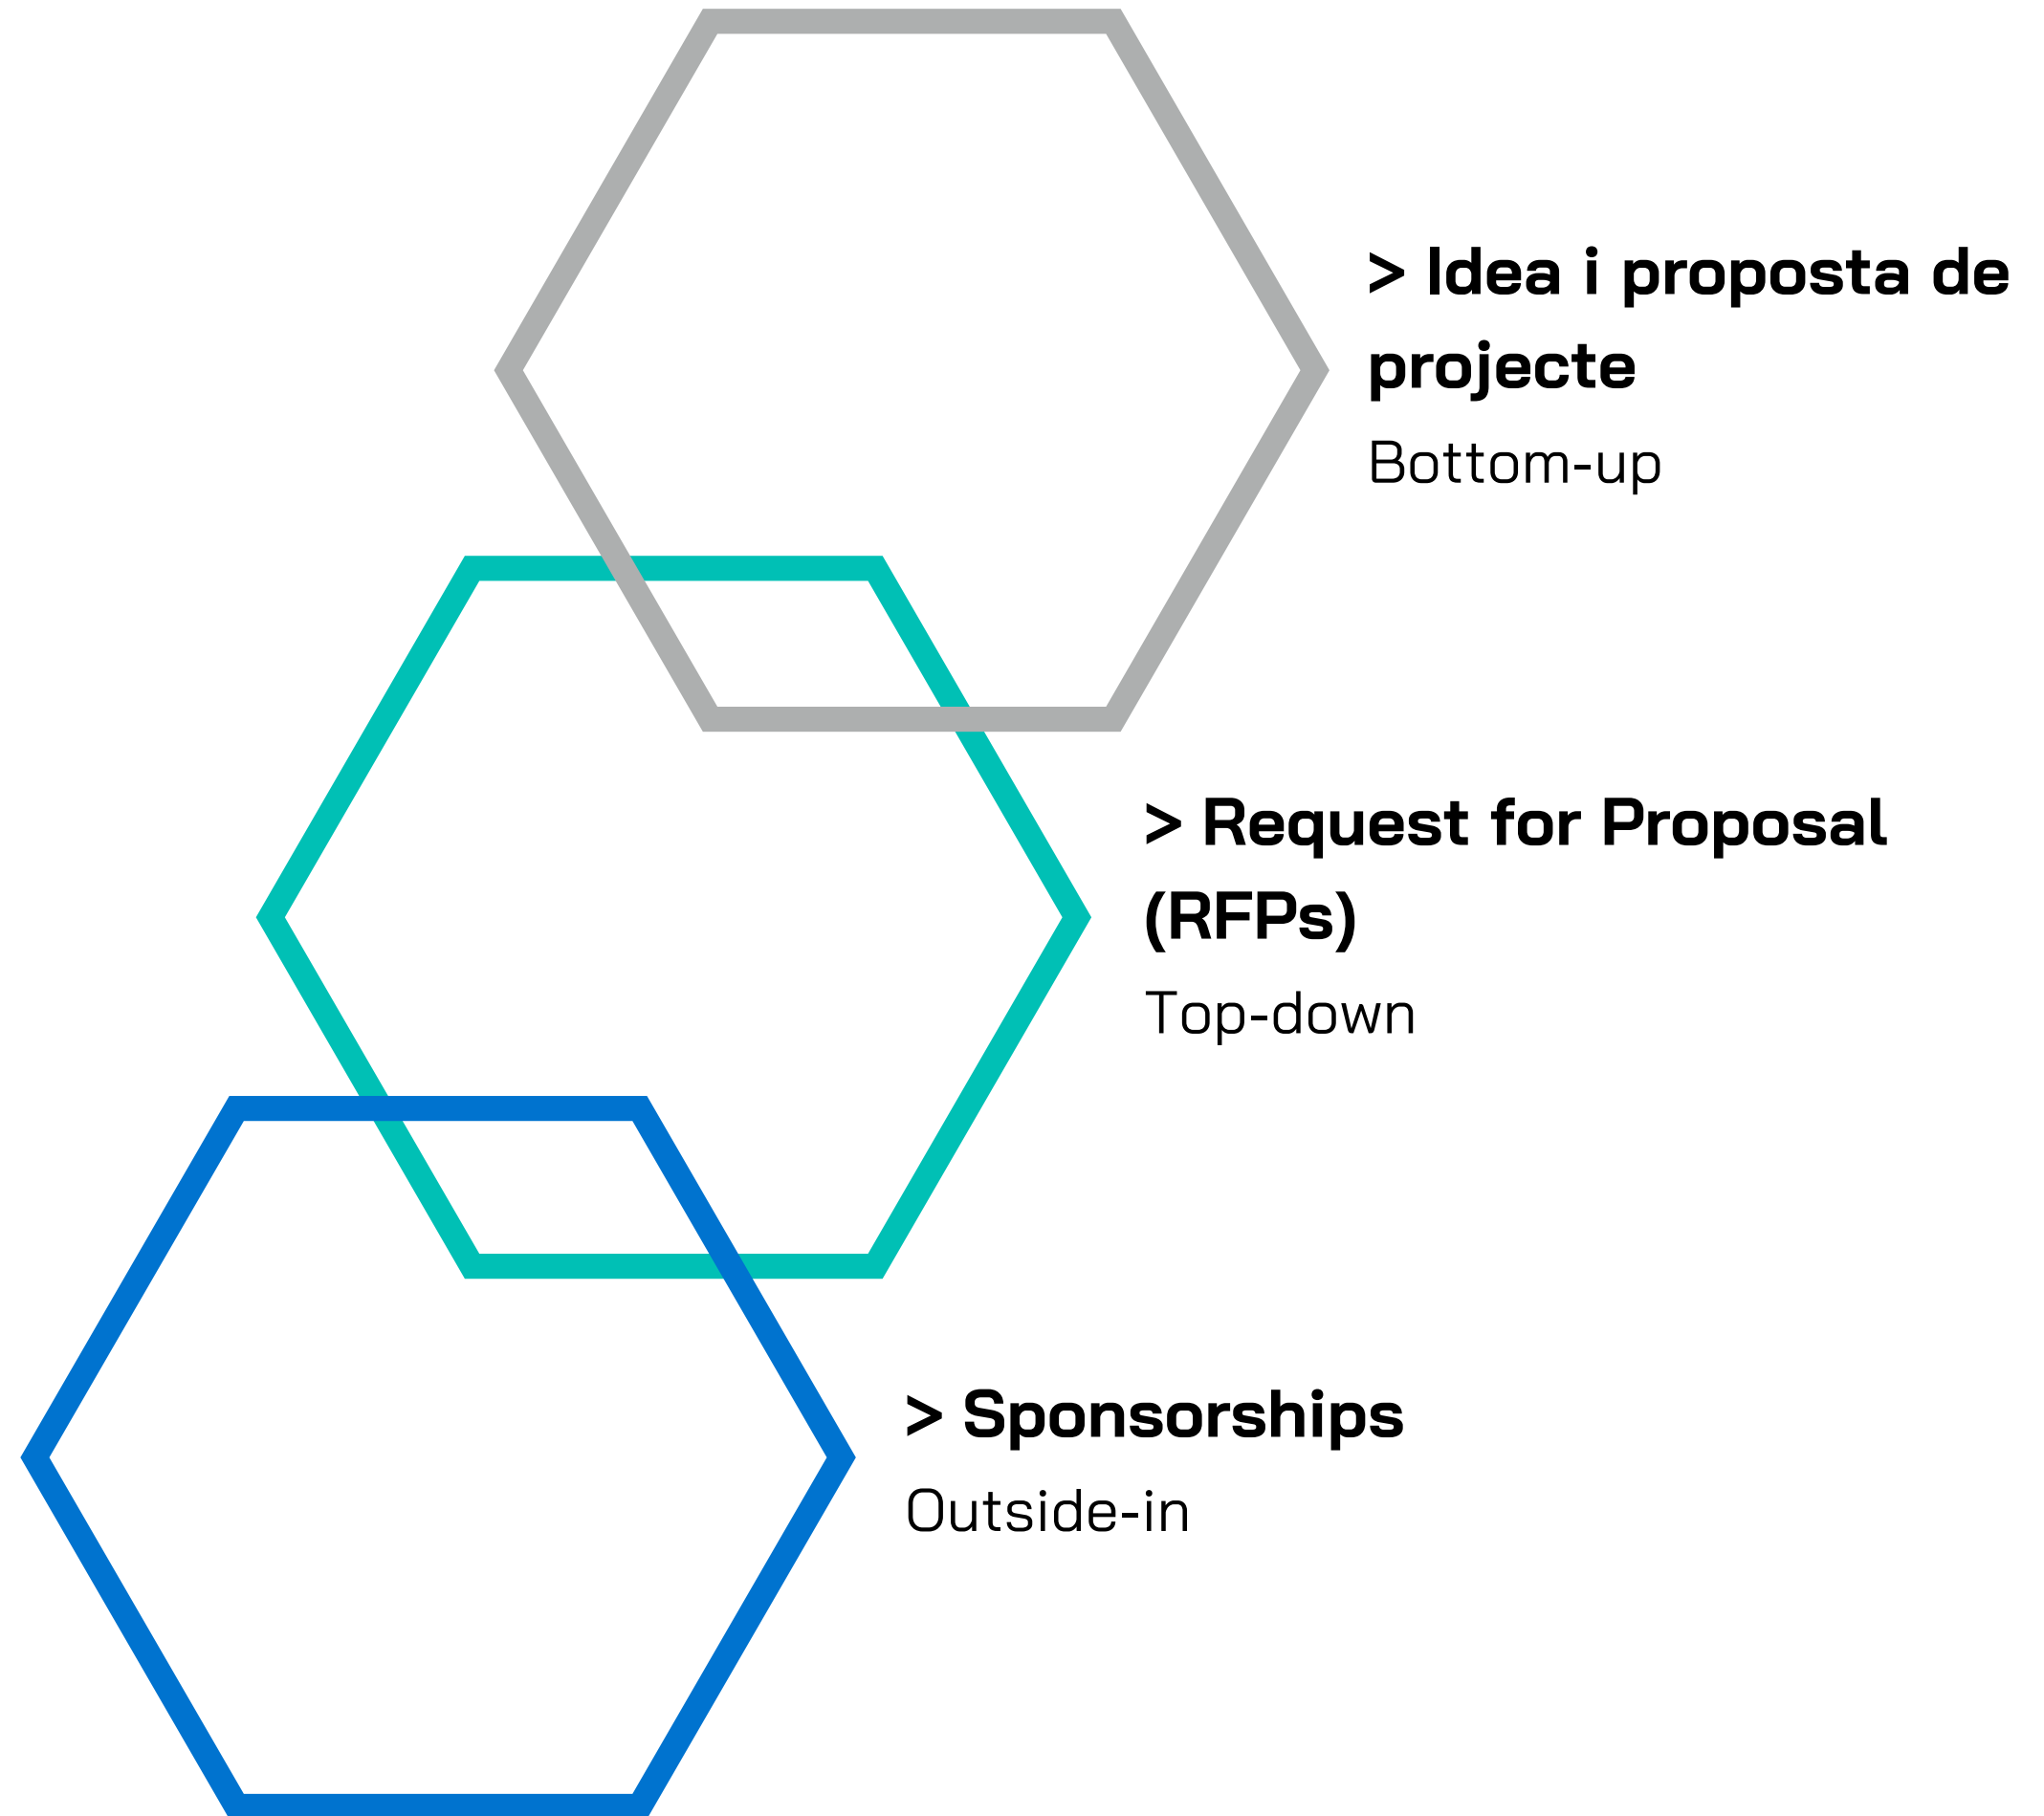 > Idea i proposta de
projecte
Bottom-up
> Request for Proposal
(RFPs)
Top-down
> Sponsorships
Outside-in